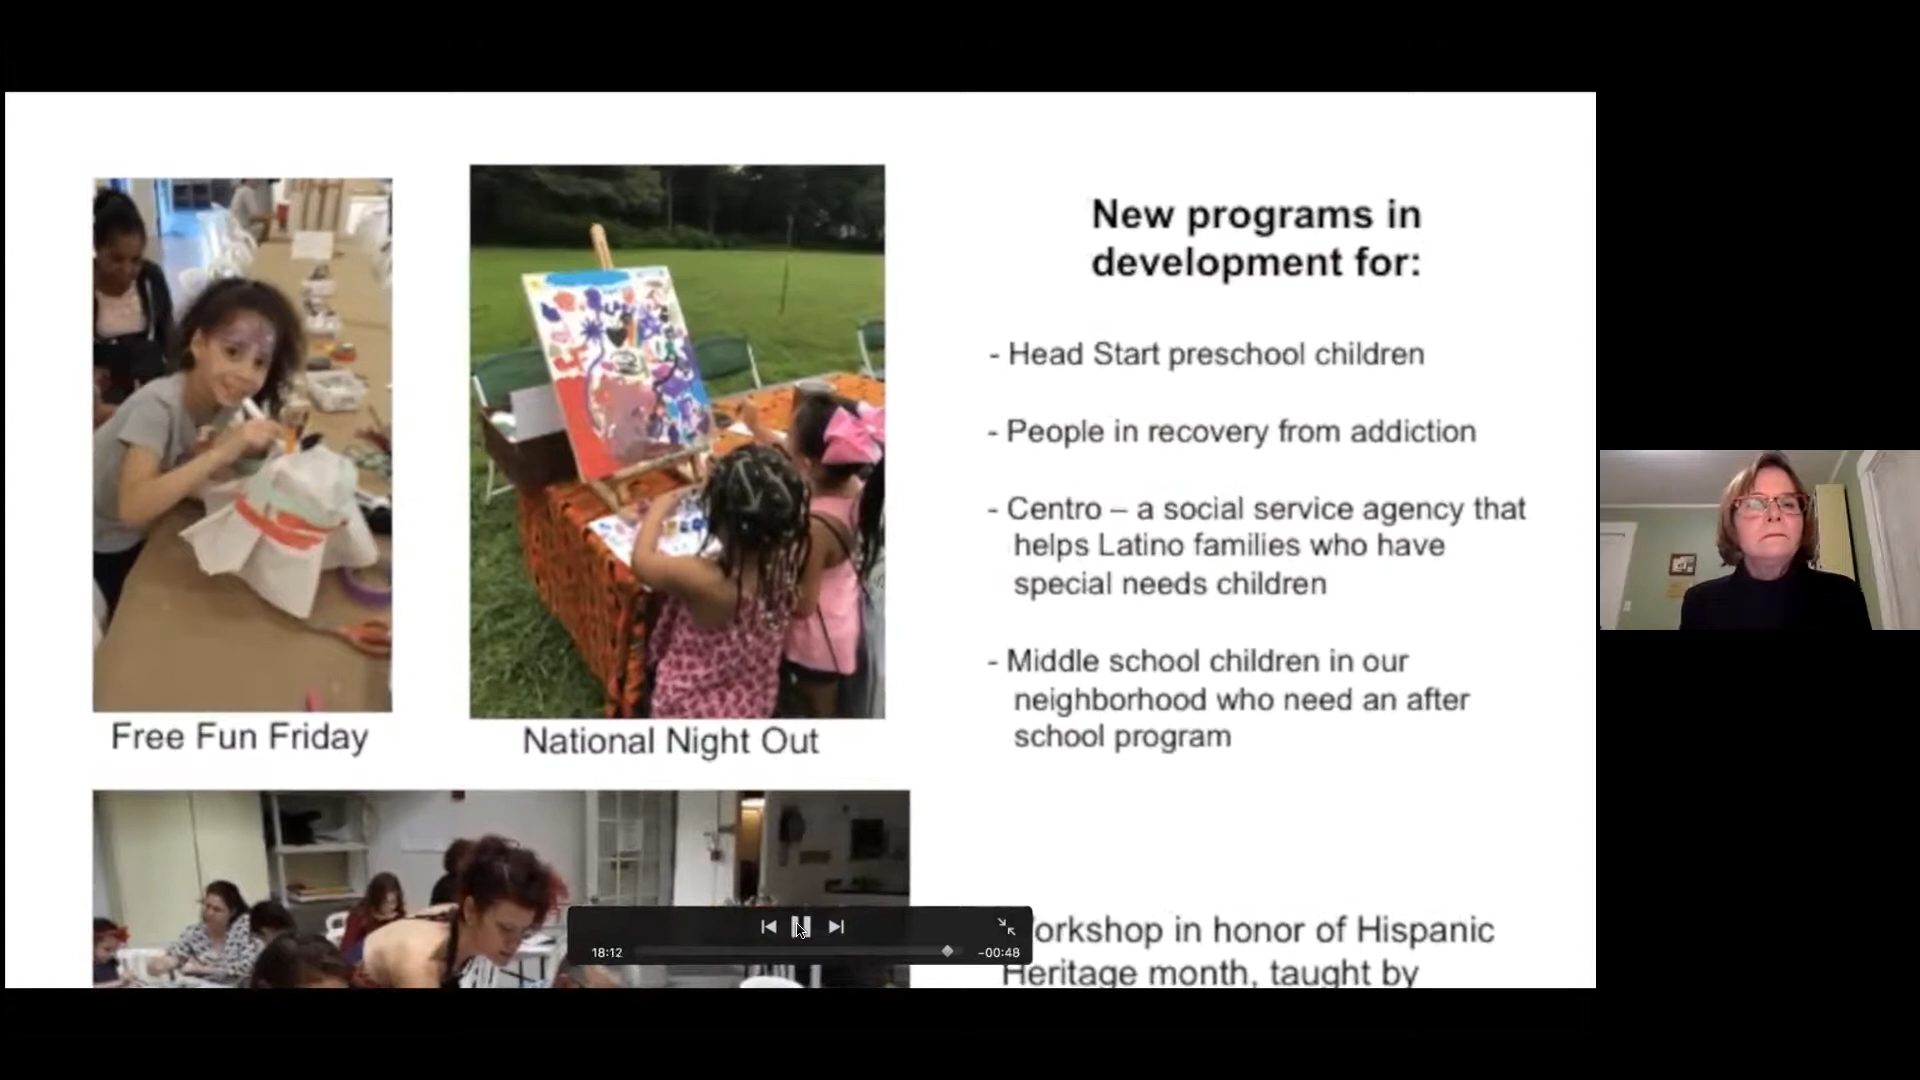 New programs in
development for:
- Head Start preschool children
- People in recovery from addiction
- Centro – a social service agency that
helps Latino families who have
special needs children
- Middle school children in our
neighborhood who need an after
school program
Free Fun Friday
National Night Out
in honor of Hispanic
Heritage month, taught by
18:12
-00:48